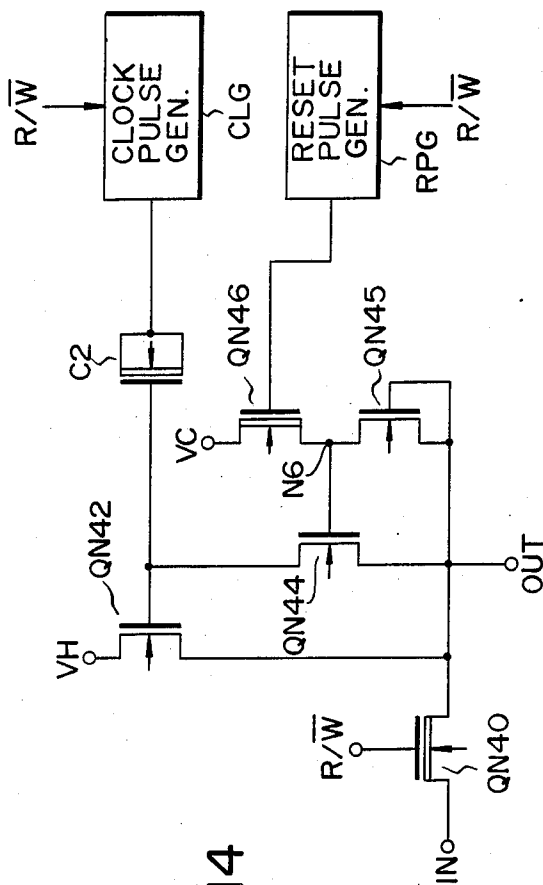 R/W̅
CLOCK
PULSE
GEN.
CLG
C2
RESET
PULSE
GEN.
RPG
R/W̅
QN46
QN45
VC
N6
QN42
VH
QN44
OUT
R/W̅
QN40
IN
14